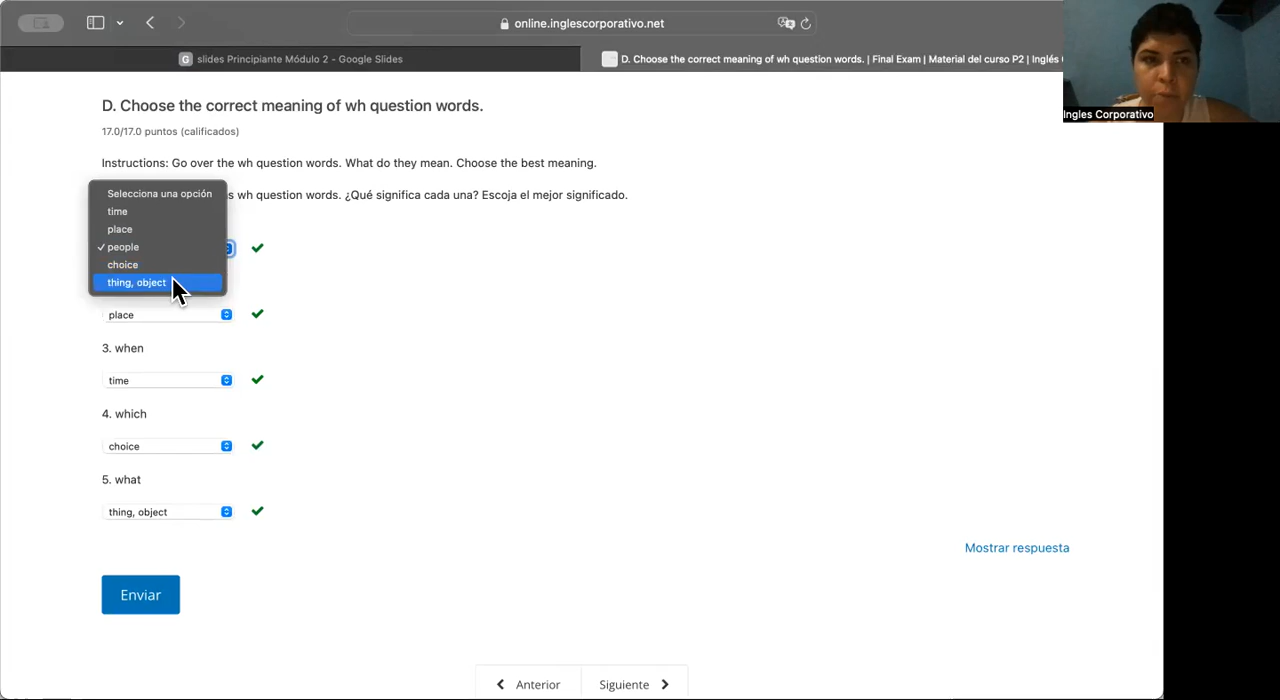 online.inglescorporativo.net
G slides Principiante Módulo 2 - Google Slides
D. Choose the correct meaning of wh question words. | Final Exam | Material del curso P2 | Inglés
Ingles Corporativo
D. Choose the correct meaning of wh question words.
17.0/17.0 puntos (calificados)
Instructions: Go over the wh question words. What do they mean. Choose the best meaning.
s wh question words. ¿Qué significa cada una? Escoja el mejor significado.
Selecciona una opción
time
place
✓ people
choice
thing, object
place
3. when
time
4. which
choice
5. what
thing, object
Mostrar respuesta
Enviar
Anterior
Siguiente